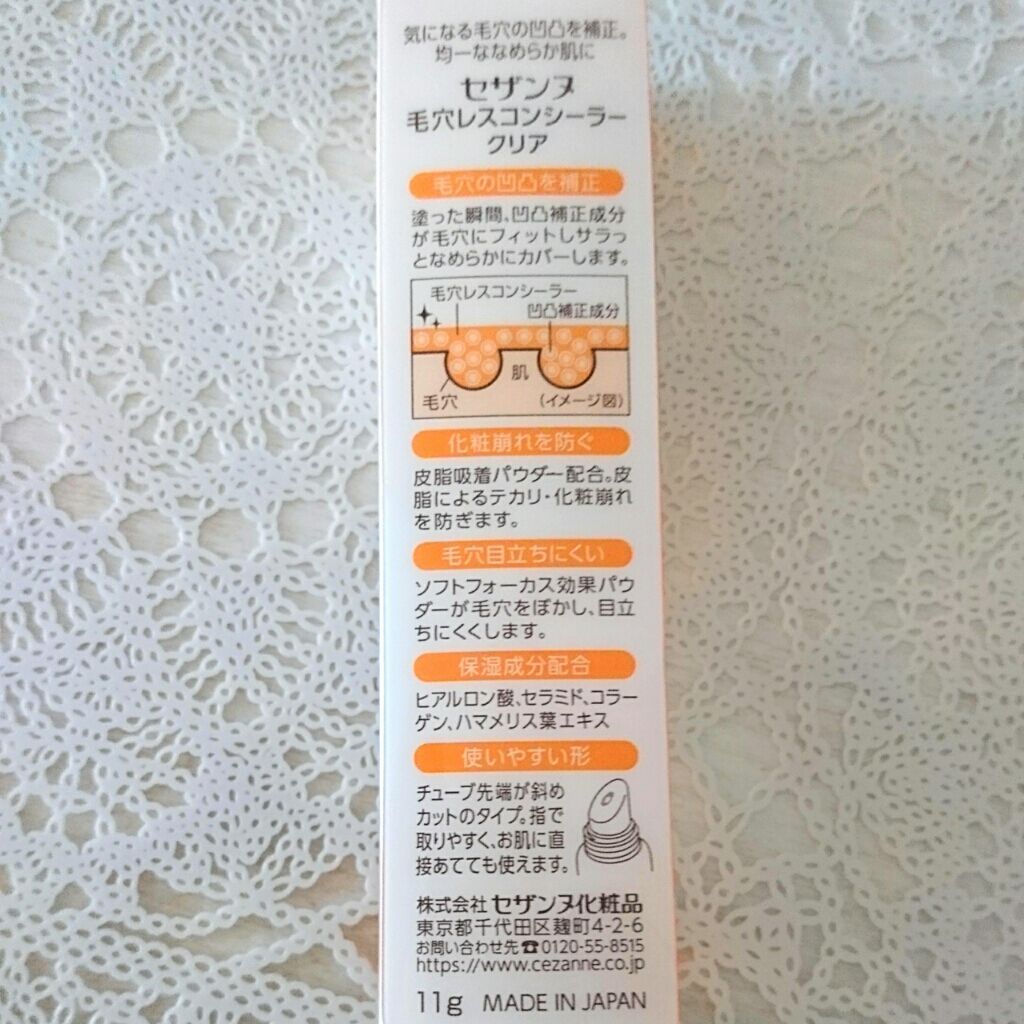 気になる毛穴の凹凸を補正。
均一ななめらか肌に
セザンヌ
毛穴レスコンシーラー
クリア
毛穴の凹凸を補正
塗った瞬間、凹凸補正成分
が毛穴にフィットしサラっ
となめらかにカバーします。
毛穴レスコンシーラー
凹凸補正成分
肌
毛穴
(イメージ図)
化粧崩れを防ぐ
皮脂吸着パウダー配合。皮
脂によるテカリ・化粧崩れ
を防ぎます。
毛穴目立ちにくい
ソフトフォーカス効果パウ
ダーが毛穴をぼかし、目立
ちにくくします。
保湿成分配合
ヒアルロン酸、セラミド、コラー
ゲン、ハマメリス葉エキス
使いやすい形
チューブ先端が斜め
カットのタイプ。指で
取りやすく、お肌に直
接あてても使えます。
株式会社 セザンヌ化粧品
東京都千代田区麹町4-2-6
お問い合わせ先☎0120-55-8515
https://www.cezanne.co.jp
11g MADE IN JAPAN